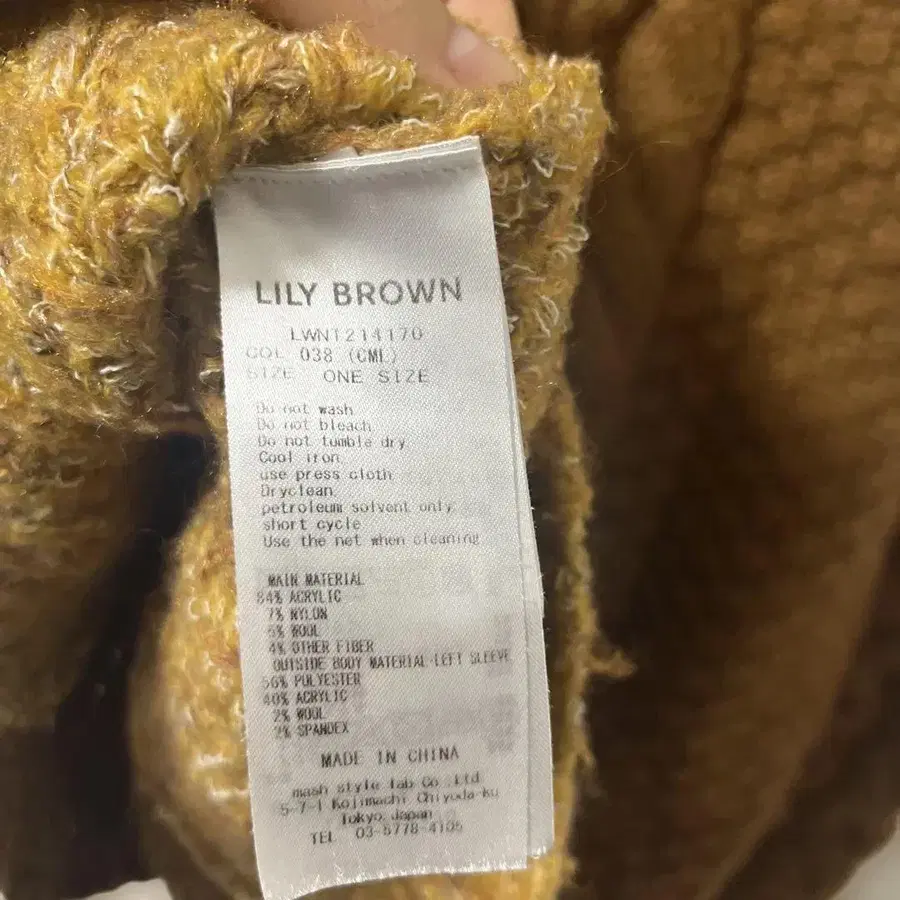 LILY BROWN
LWNT214170
COL 038 (CML)
SIZE ONE SIZE
Do not wash
Do not bleach
Do not tumble dry
Cool iron
use press cloth
Dryclean
petroleum solvent only
short cycle
Use the net when cleaning
MAIN MATERIAL
84% ACRYLIC
7% NYLON
5% WOOL
4% OTHER FIBER
OUTSIDE BODY MATERIAL·LEFT SLEEVE
56% POLYESTER
40% ACRYLIC
2% WOOL
2% SPANDEX
MADE IN CHINA
mash style lab Co.,Ltd
5-7-1 Kojimachi Chiyoda-ku
Tokyo Japan
TEL 03-5778-4105